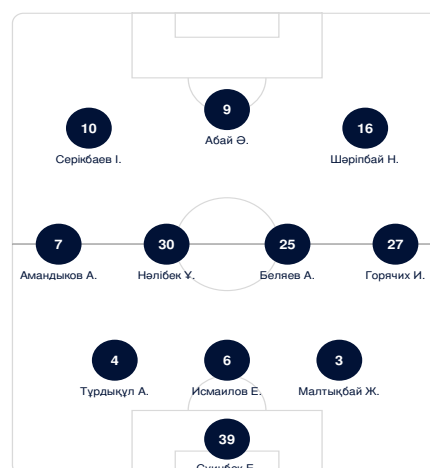 9
Абай Ә.
10
Серікбаев І.
16
Шәріпбай Н.
7
Амандыков А.
30
Нәлібек Ұ.
25
Беляев А.
27
Горячих И.
4
Тұрдықұл А.
6
Исмаилов Е.
3
Малтықбай Ж.
39